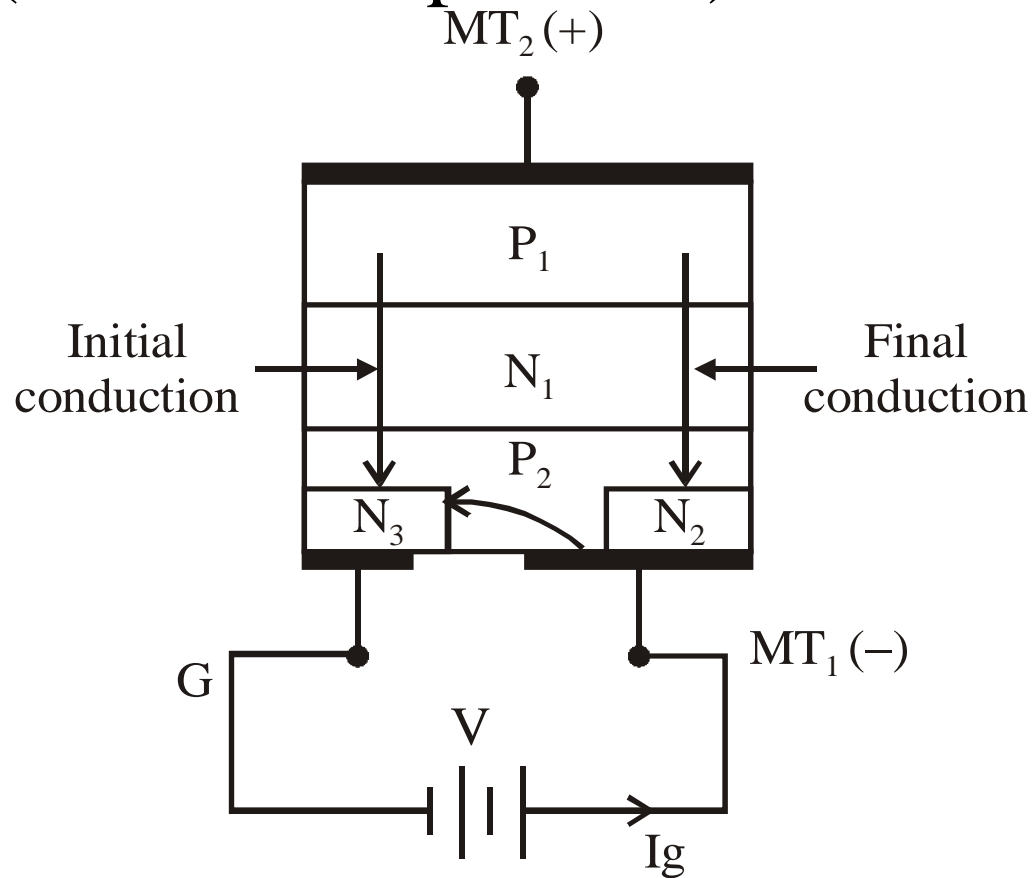 MT₂ (+)
P₁
Initial
conduction
N₁
Final
conduction
P₂
N₃
N₂
G
MT₁ (–)
V
Ig